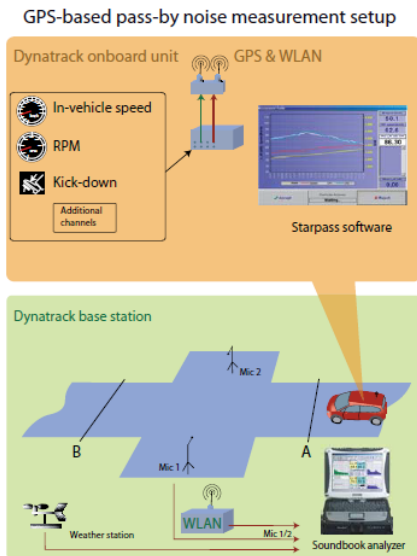 GPS-based pass-by noise measurement setup
Dynatrack onboard unit
GPS & WLAN
In-vehicle speed
RPM
Kick-down
Additional
channels
Starpass software
Dynatrack base station
Mic 2
B
A
Mic 1
WLAN
Weather station
Mic 1/2
Soundbook analyzer